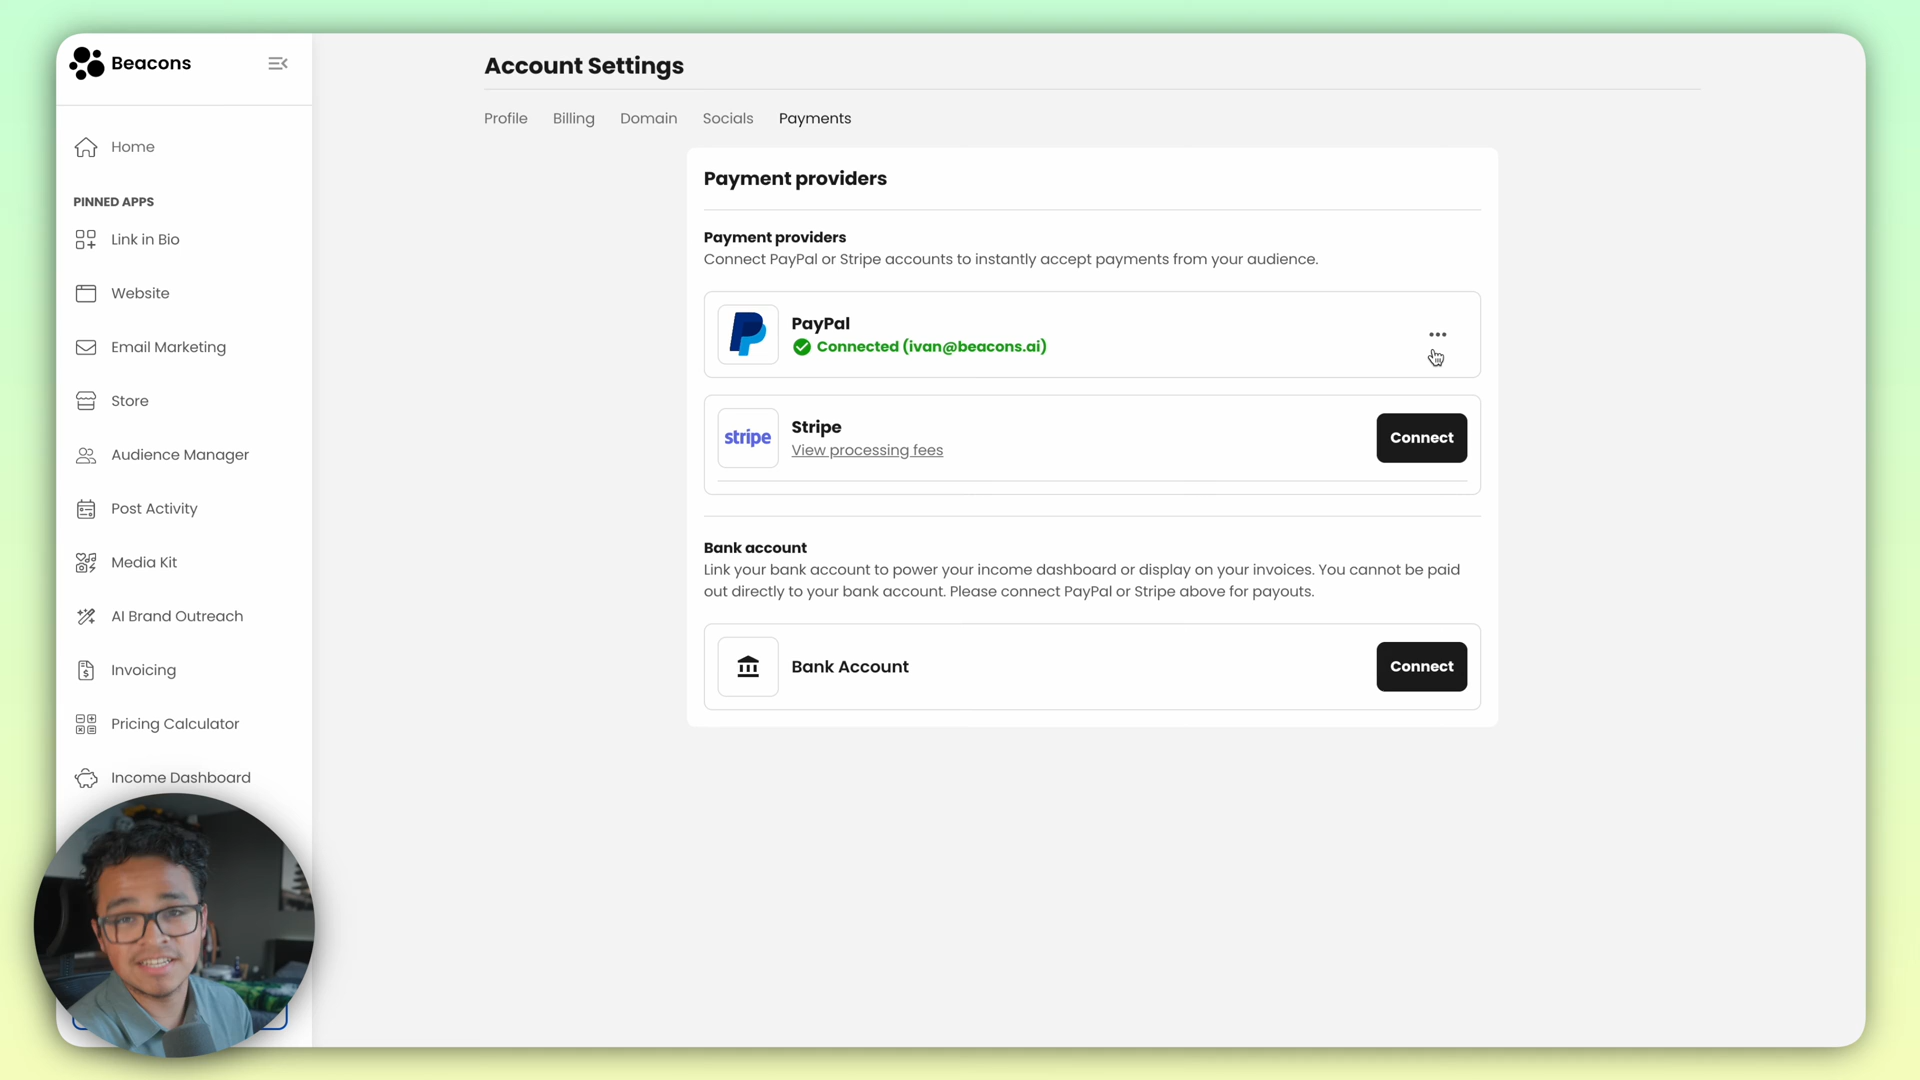 Beacons
Home
PINNED APPS
Link in Bio
Website
Email Marketing
Store
Audience Manager
Post Activity
Media Kit
AI Brand Outreach
Invoicing
Pricing Calculator
Income Dashboard
Account Settings
Profile
Billing
Domain
Socials
Payments
Payment providers
Payment providers
Connect PayPal or Stripe accounts to instantly accept payments from your audience.
PayPal
Connected (ivan@beacons.ai)
stripe
Stripe
View processing fees
Connect
Bank account
Link your bank account to power your income dashboard or display on your invoices. You cannot be paid
out directly to your bank account. Please connect PayPal or Stripe above for payouts.
Bank Account
Connect